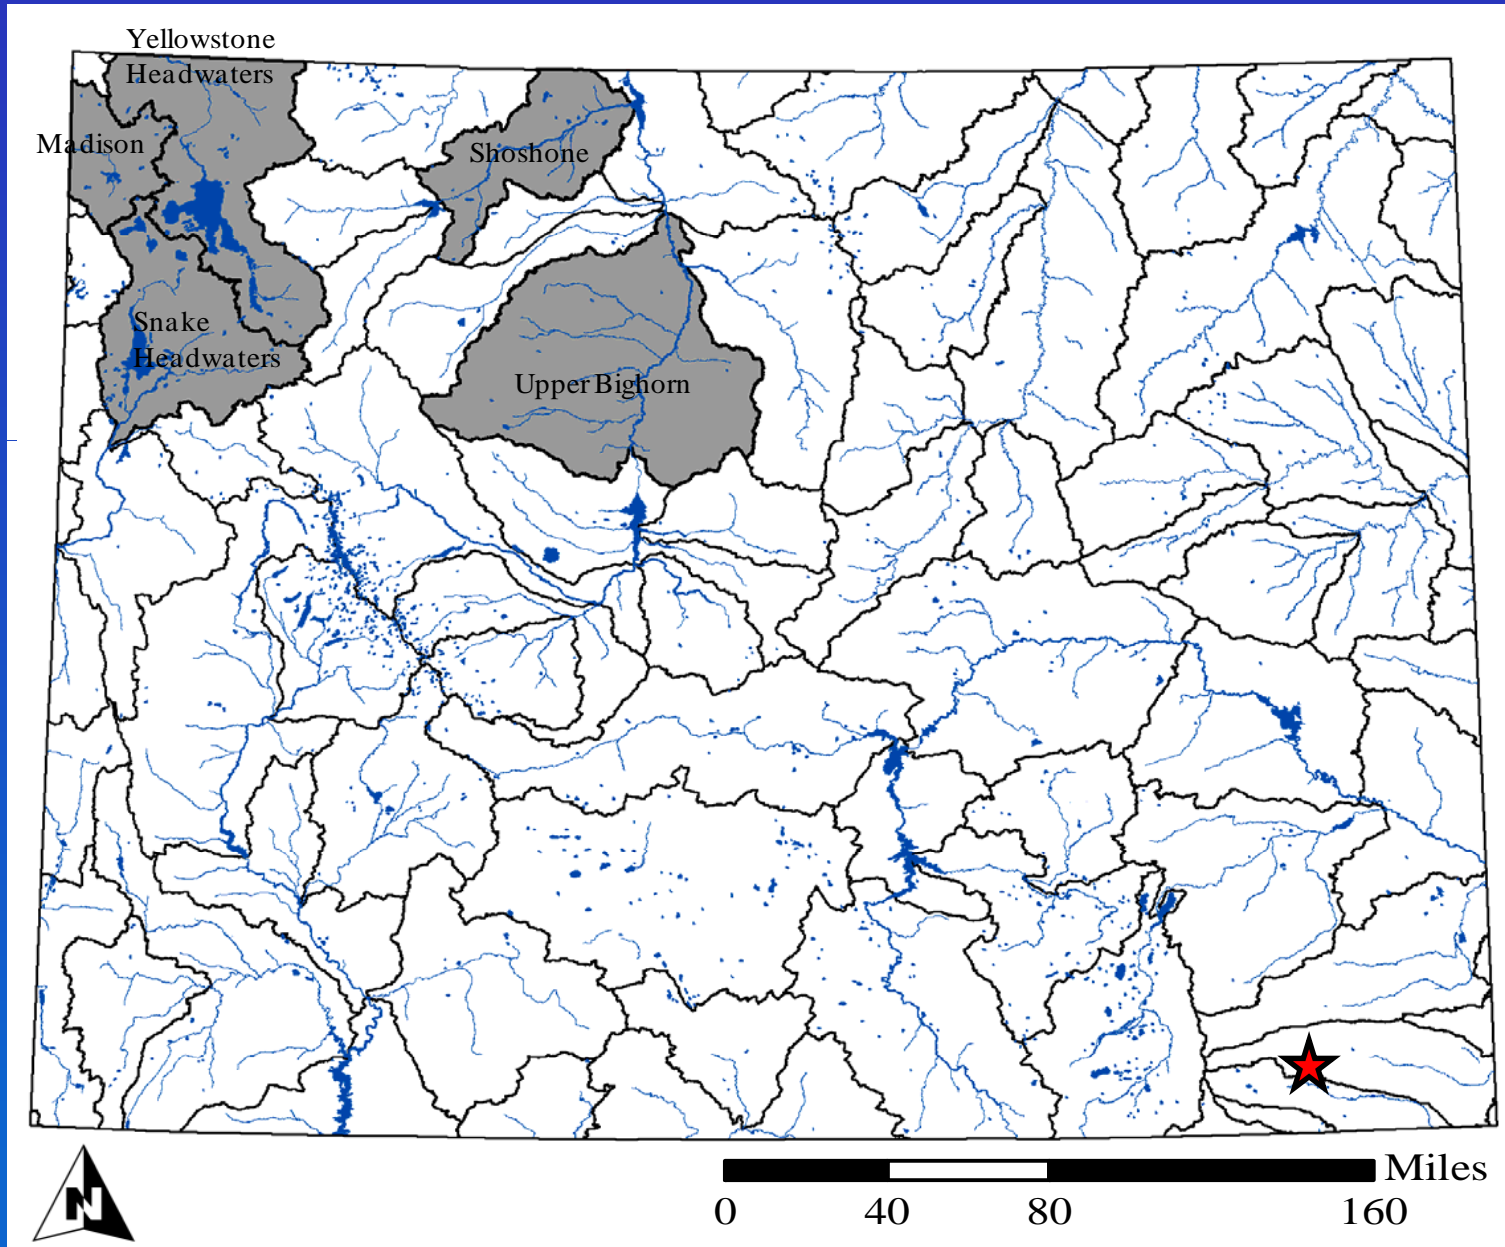 Yellowstone
Headwaters
Madison
Shoshone
Snake
Headwaters
Upper Bighorn
N
Miles
0 40 80 160